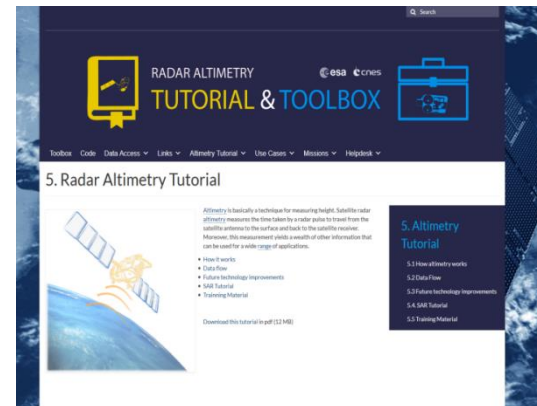 Search
RADAR ALTIMETRY
esa cnes
TUTORIAL & TOOLBOX
Toolbox Code Data Access Links Altimetry Tutorial Use Cases Missions Helpdesk
5. Radar Altimetry Tutorial
Altimetry is basically a technique for measuring height. Satellite radar
altimetry measures the time taken by a radar pulse to travel from the
satellite antenna to the surface and back to the satellite receiver.
Moreover, this measurement yields a wealth of other information that
can be used for a wide range of applications.
How it works
Data flow
Future technology improvements
SAR Tutorial
Trainning Material
Download this tutorial in pdf (12 MB)
5. Altimetry
Tutorial
5.1 How altimetry works
5.2 Data Flow
5.3 Future technology improvements
5.4. SAR Tutorial
5.5 Training Material